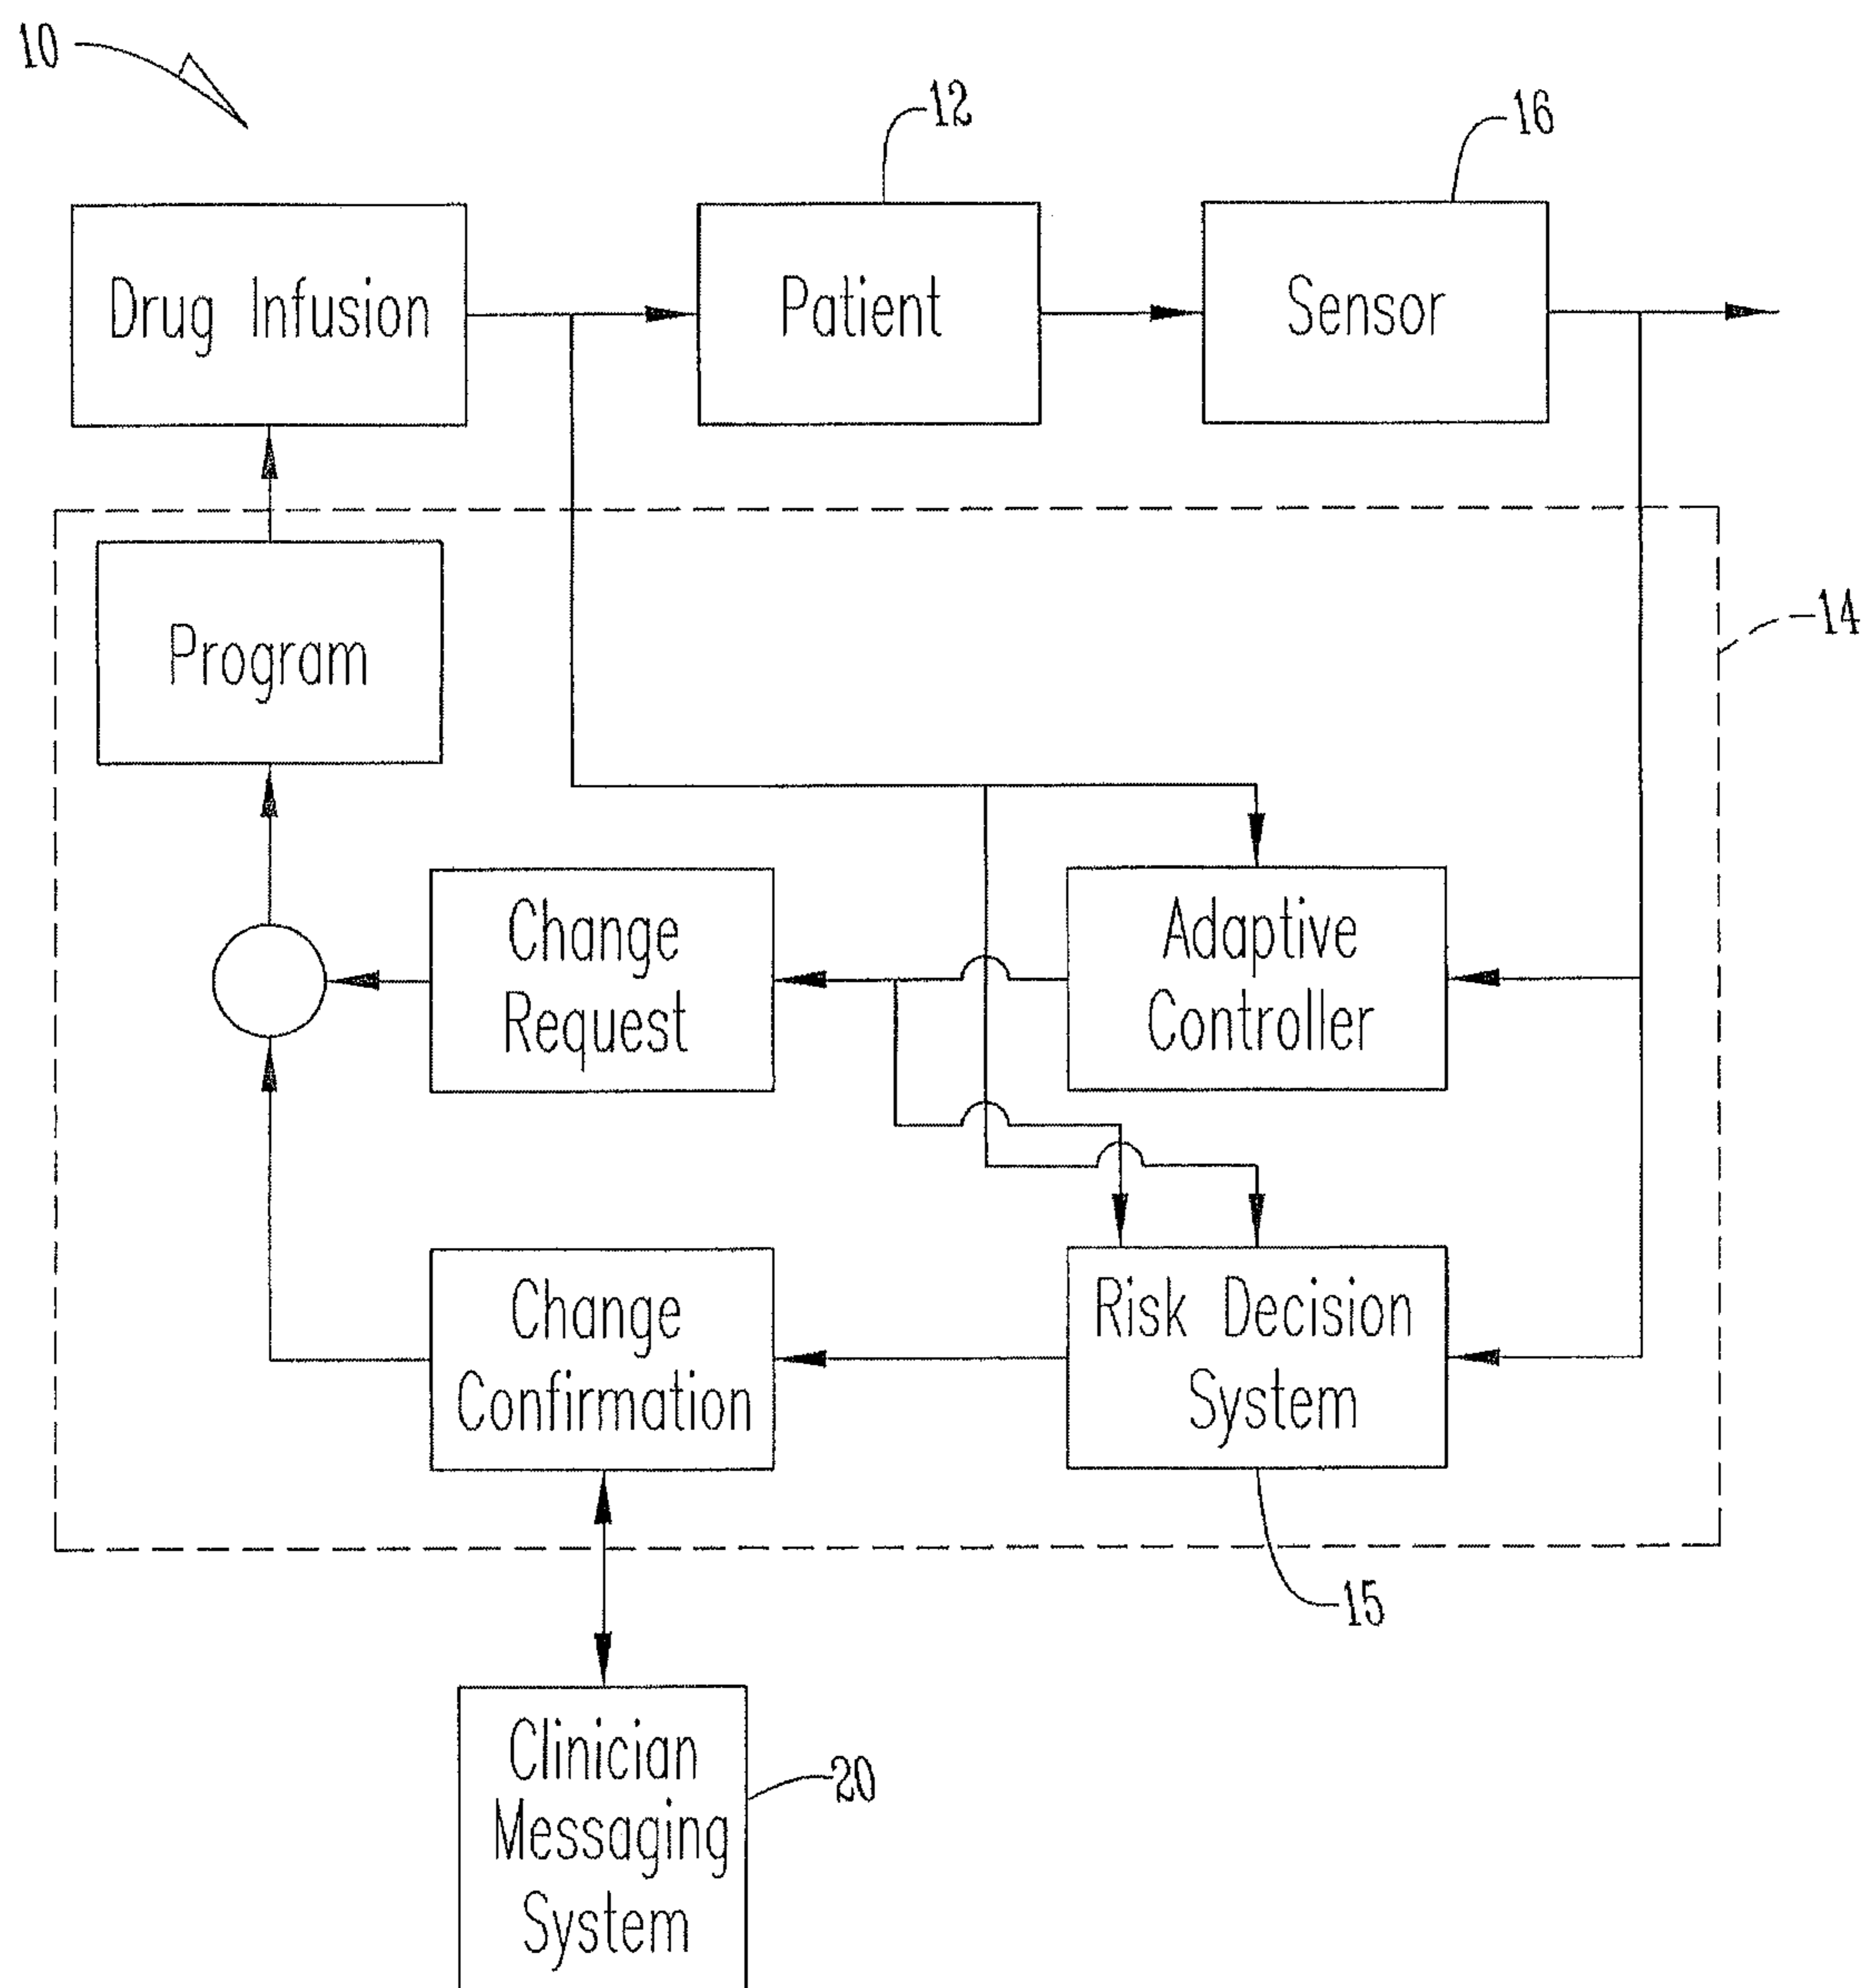 10
12
16
Drug Infusion
Patient
Sensor
Program
14
Change
Request
Adaptive
Controller
Change
Confirmation
Risk Decision
System
15
Clinician
Messaging
System
20